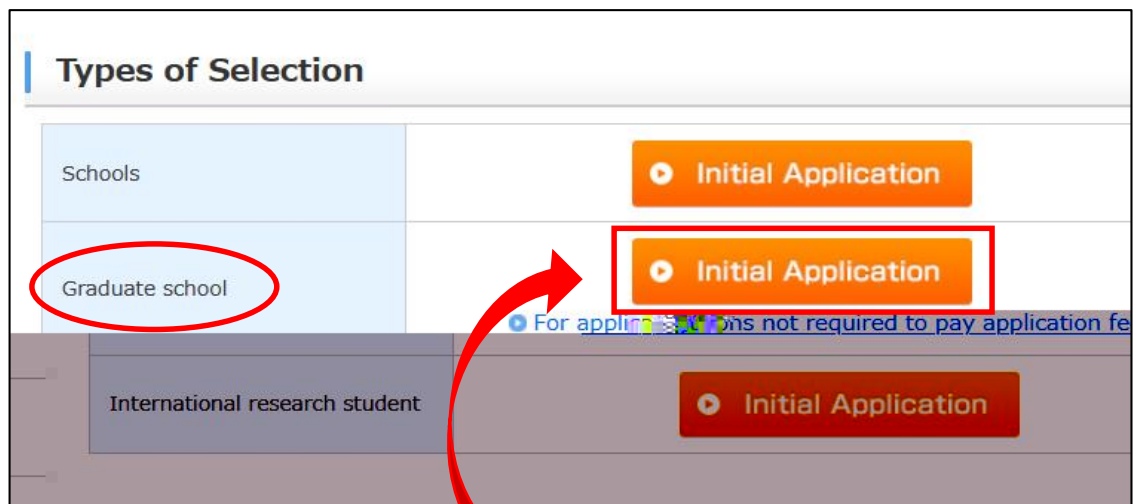 Types of Selection
Schools
Initial Application
Graduate school
Initial Application
For not required to pay application fe
International research student
Initial Application